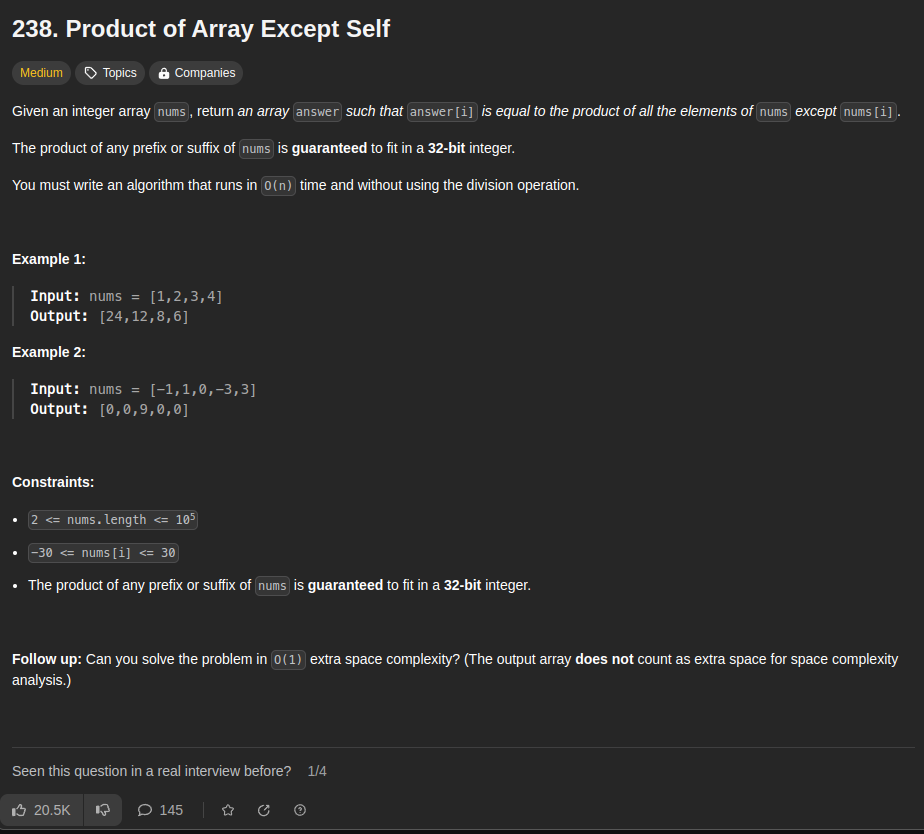 238. Product of Array Except Self
Medium Topics Companies
Given an integer array nums, return an array answer such that answer[i] is equal to the product of all the elements of nums except nums[i].
The product of any prefix or suffix of nums is guaranteed to fit in a 32-bit integer.
You must write an algorithm that runs in O(n) time and without using the division operation.
Example 1:
Input: nums = [1,2,3,4]
Output: [24,12,8,6]
Example 2:
Input: nums = [-1,1,0,-3,3]
Output: [0,0,9,0,0]
Constraints:
• 2 <= nums.length <= 10⁵
• -30 <= nums[i] <= 30
• The product of any prefix or suffix of nums is guaranteed to fit in a 32-bit integer.
Follow up: Can you solve the problem in O(1) extra space complexity? (The output array does not count as extra space for space complexity
analysis.)
Seen this question in a real interview before? 1/4
20.5K 145